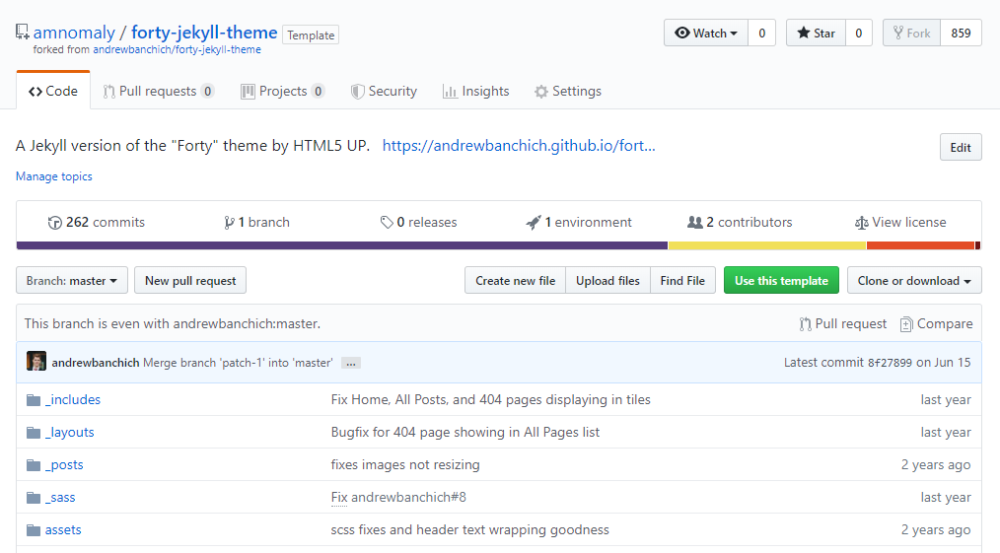 amnomaly / forty-jekyll-theme Template
Watch 0 Star 0 Fork 859
forked from andrewbanchich/forty-jekyll-theme
Code Pull requests 0 Projects 0 Security Insights Settings
A Jekyll version of the "Forty" theme by HTML5 UP. https://andrewbanchich.github.io/fort...
Edit
Manage topics
262 commits 1 branch 0 releases 1 environment 2 contributors View license
Branch: master New pull request Create new file Upload files Find File Use this template Clone or download
This branch is even with andrewbanchich:master. Pull request Compare
andrewbanchich Merge branch 'patch-1' into 'master' ... Latest commit 8f27899 on Jun 15
_includes Fix Home, All Posts, and 404 pages displaying in tiles last year
_layouts Bugfix for 404 page showing in All Pages list last year
_posts fixes images not resizing 2 years ago
_sass Fix andrewbanchich#8 last year
assets scss fixes and header text wrapping goodness 2 years ago